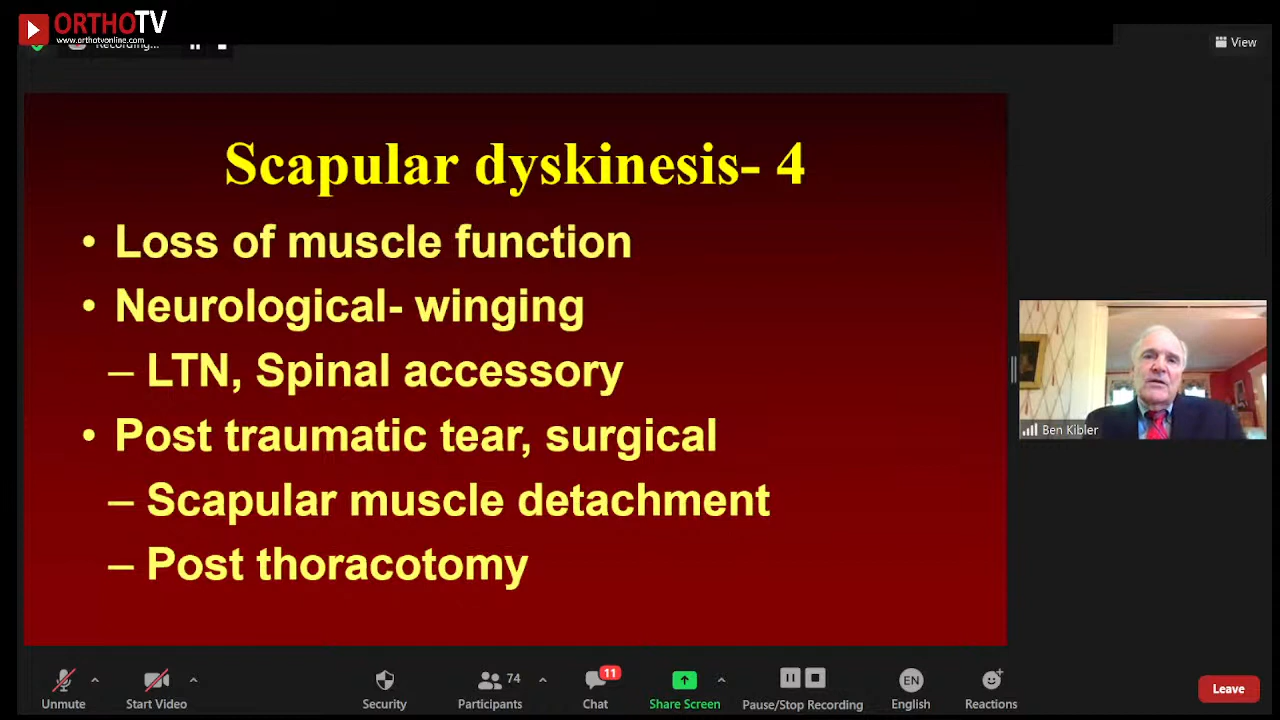 ORTHOTV
www.orthotvonline.com
Recording...
View
Scapular dyskinesis- 4
• Loss of muscle function
• Neurological- winging
– LTN, Spinal accessory
• Post traumatic tear, surgical
– Scapular muscle detachment
– Post thoracotomy
Ben Kibler
74
11
EN
Unmute
Start Video
Security
Participants
Chat
Share Screen
Pause/Stop Recording
English
Reactions
Leave